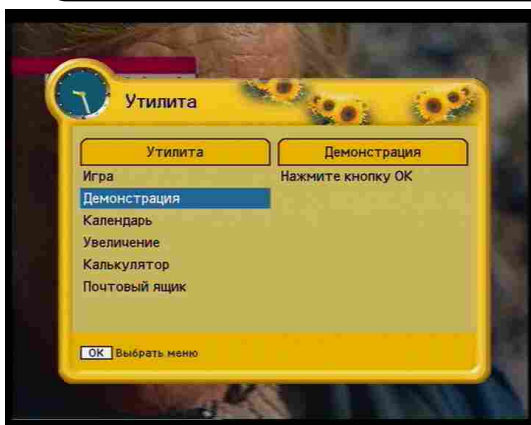 Утилита
Утилита
Демонстрация
Игра
Нажмите кнопку OK
Демонстрация
Календарь
Увеличение
Калькулятор
Почтовый ящик
OK Выбрать меню